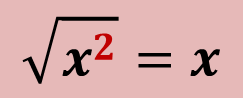 √x² = x